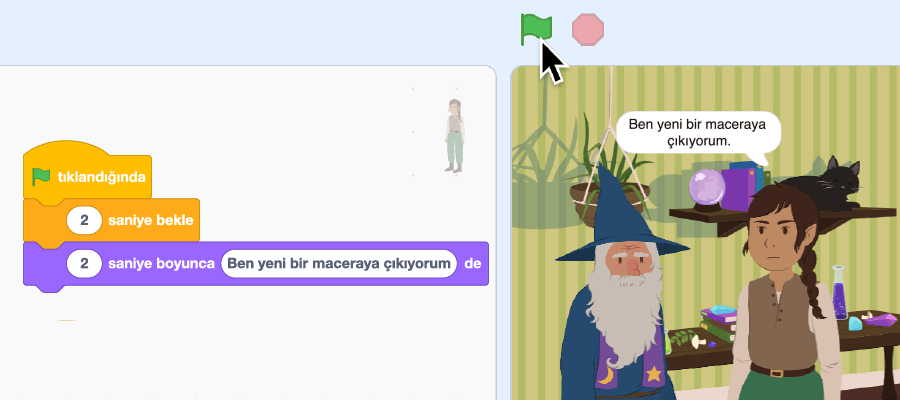 tıklandığında
2 saniye bekle
2 saniye boyunca Ben yeni bir maceraya çıkıyorum de
Ben yeni bir maceraya
çıkıyorum.